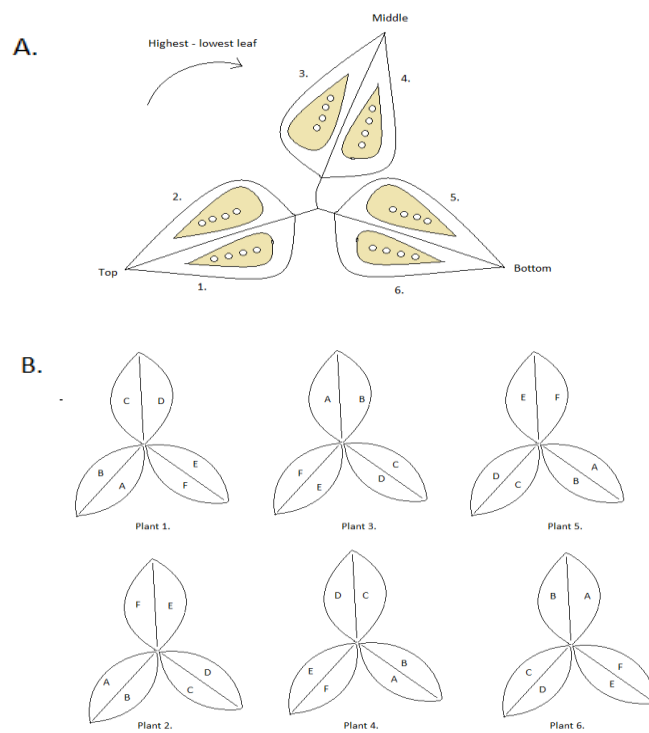 Middle
A.
Highest - lowest leaf
3.
4.
2.
5.
Top
Bottom
1.
6.
B.
-
C D
A B
E F
B A
E F
F E
C D
D C
A B
Plant 1.
Plant 3.
Plant 5.
F E
D C
B A
A B
D C
E F
B A
C D
F E
Plant 2.
Plant 4.
Plant 6.